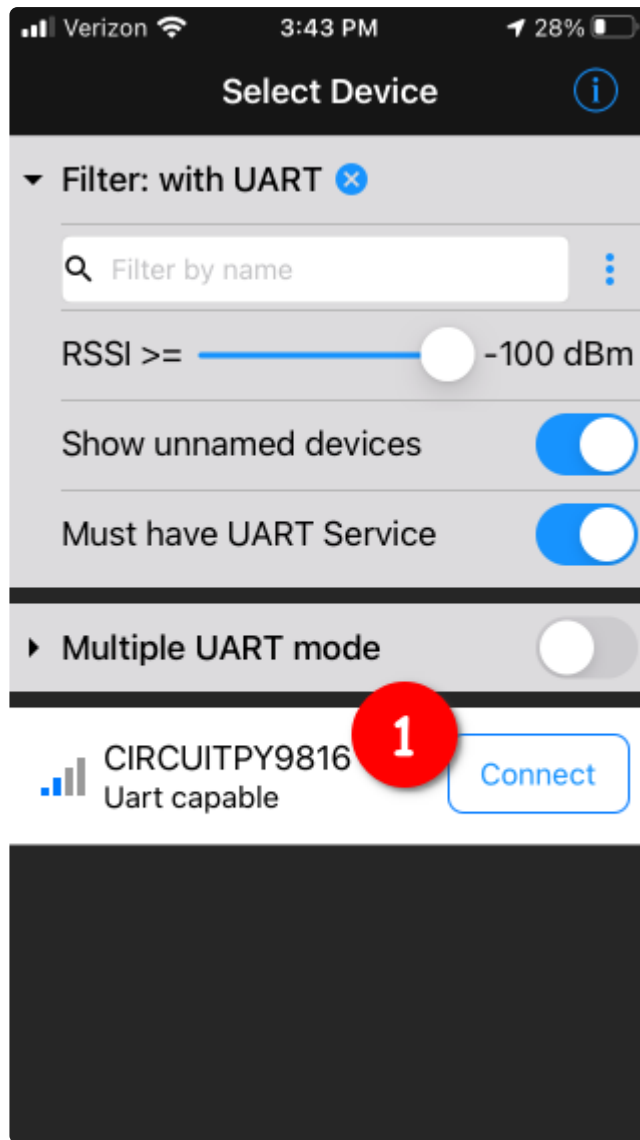 Verizon 3:43 PM 28%
Select Device
Filter: with UART
Filter by name
RSSI >= -100 dBm
Show unnamed devices
Must have UART Service
Multiple UART mode
1
CIRCUITPY9816
Uart capable
Connect